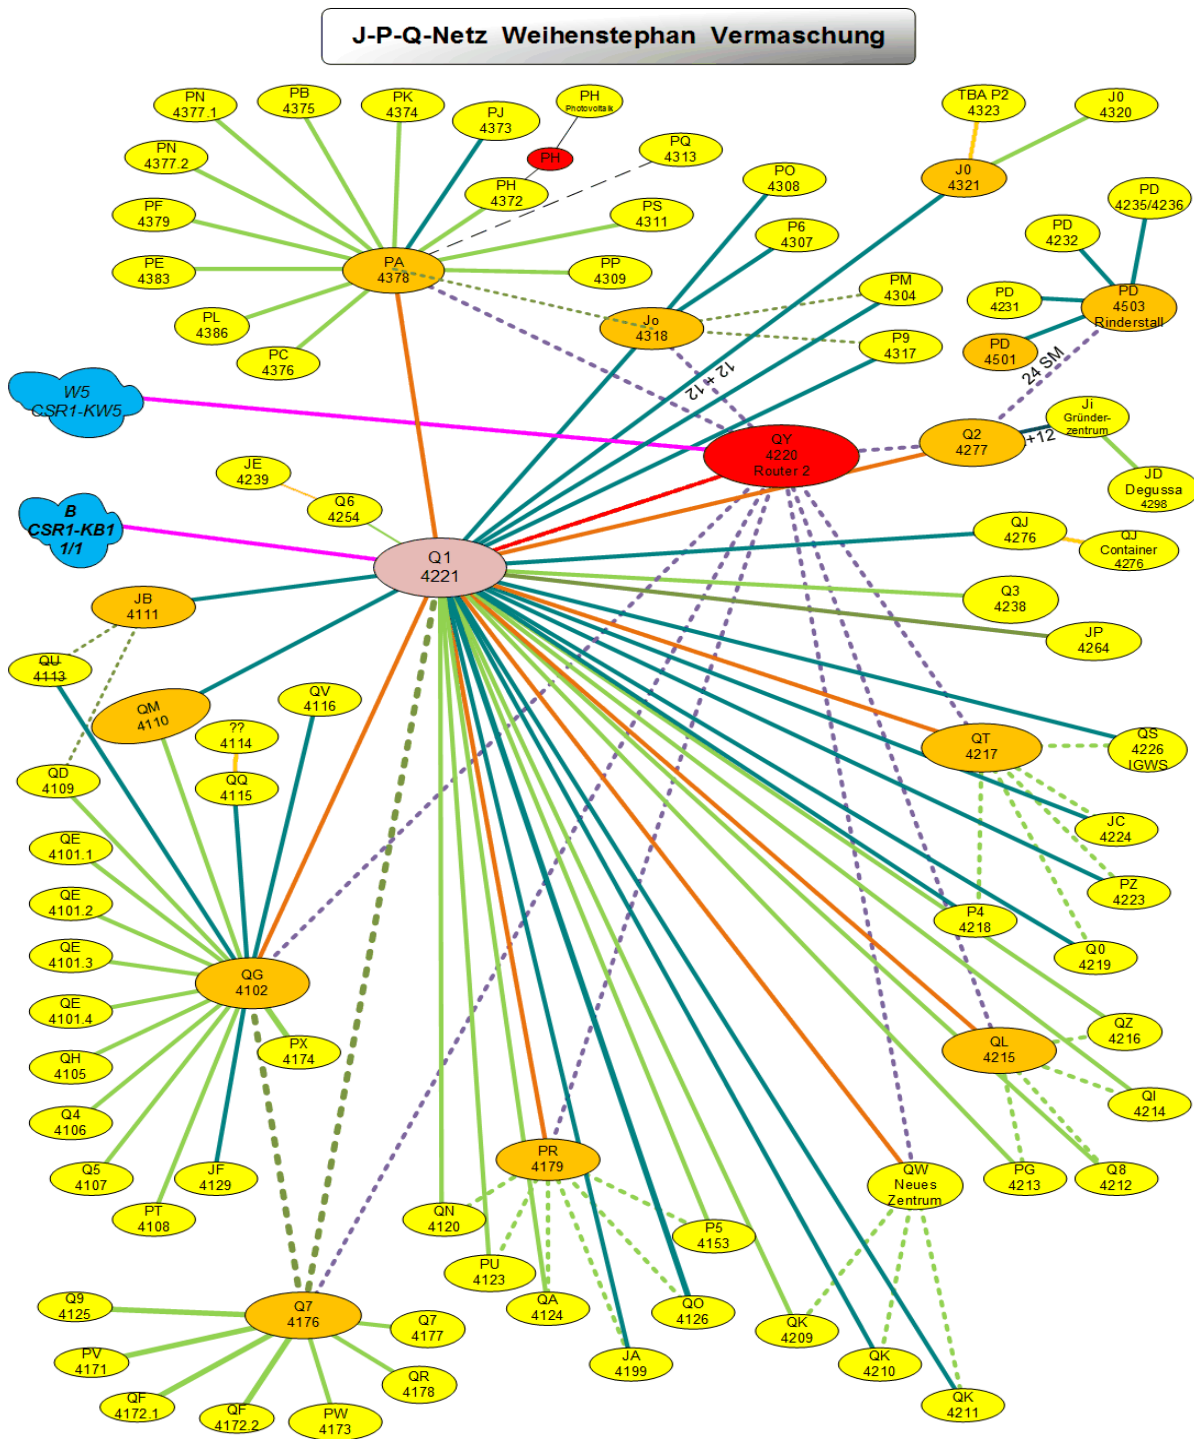 J-P-Q-Netz Weihenstephan Vermaschung
PN
4377.1
PB
4375
PK
4374
PJ
4373
PH
Photovoltaik
TBA P2
4323
J0
4320
PN
4377.2
PH
PQ
4313
PH
4372
PO
4308
J0
4321
PD
4235/4236
PF
4379
PS
4311
P6
4307
PD
4232
PE
4383
PA
4378
PP
4309
PM
4304
PD
4231
PD
4503
Rinderstall
PL
4386
Jo
4318
P9
4317
PD
4501
PC
4376
24 SM
12 + 12
W5
CSR1-KW5
QY
4220
Router 2
Q2
4277
+12
Ji
Gründer-
zentrum
JE
4239
Q6
4254
JD
Degussa
4298
B
CSR1-KB1
1/1
Q1
4221
QJ
4276
QJ
Container
4276
JB
4111
Q3
4238
JP
4264
QU
4113
QM
4110
QV
4116
??
4114
QT
4217
QS
4226
IGWS
QD
4109
QQ
4115
JC
4224
QE
4101.1
PZ
4223
QE
4101.2
P4
4218
QE
4101.3
Q0
4219
QG
4102
QE
4101.4
QZ
4216
PX
4174
QL
4215
QH
4105
QI
4214
Q4
4106
PR
4179
Q5
4107
JF
4129
QW
Neues
Zentrum
PG
4213
Q8
4212
PT
4108
QN
4120
P5
4153
PU
4123
QA
4124
QO
4126
Q9
4125
Q7
4176
Q7
4177
QK
4209
PV
4171
JA
4199
QK
4210
QR
4178
QF
4172.1
QF
4172.2
PW
4173
QK
4211